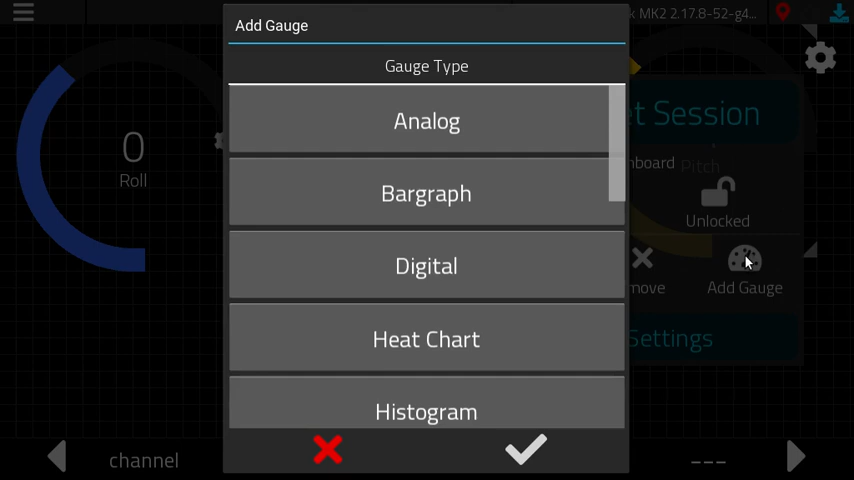 Add Gauge
k MK2 2.17.8-52-g4...
Gauge Type
Analog
et Session
0
Roll
nboard
Pitch
Bargraph
Unlocked
Digital
move
Add Gauge
Heat Chart
Settings
Histogram
channel
---